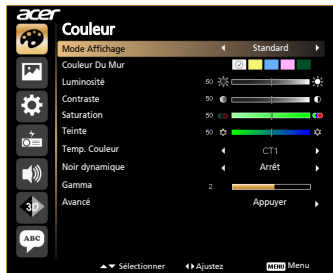 acer
Couleur
Mode Affichage Standard
Couleur Du Mur
Luminosité 50
Contraste 50
Saturation 50
Teinte 50
Temp. Couleur CT1
Noir dynamique Arrêt
Gamma 2
3D
Avancé Appuyer
ABC
Sélectionner Ajustez MENU Menu